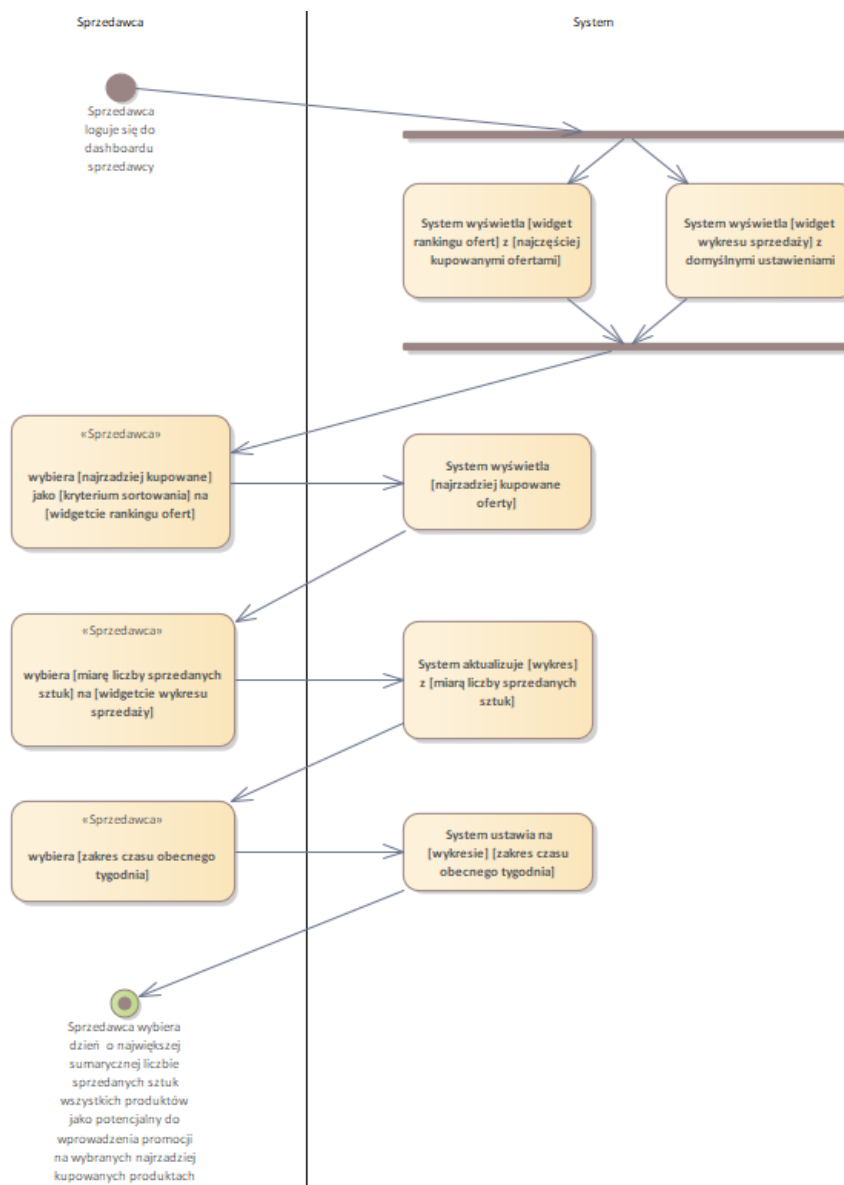 Sprzedawca
System
Sprzedawca
loguje się do
dashboardu
sprzedawcy
System wyświetla [widget
rankingu ofert] z [najczęściej
kupowanymi ofertami]
System wyświetla [widget
wykresu sprzedaży] z
domyślnymi ustawieniami
«Sprzedawca»
wybiera [najrzadziej kupowane]
jako [kryterium sortowania] na
[widgetcie rankingu ofert]
System wyświetla
[najrzadziej kupowane
oferty]
«Sprzedawca»
wybiera [miarę liczby sprzedanych
sztuk] na [widgetcie wykresu
sprzedaży]
System aktualizuje [wykres]
z [miarą liczby sprzedanych
sztuk]
«Sprzedawca»
wybiera [zakres czasu obecnego
tygodnia]
System ustawia na
[wykresie] [zakres czasu
obecnego tygodnia]
Sprzedawca wybiera
dzień o największej
sumarycznej liczbie
sprzedanych sztuk
wszystkich produktów
jako potencjalny do
wprowadzenia promocji
na wybranych najrzadziej
kupowanych produktach